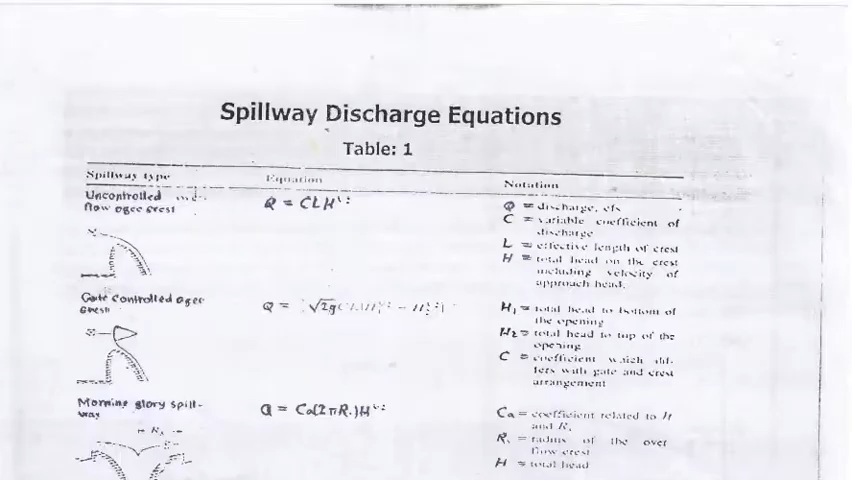 Spillway Discharge Equations
Table: 1
Spillway type Equation Notation
Uncontrolled over-
flow ogee crest
Q = CLH
Q = discharge, cfs
C = variable coefficient of
discharge
L = effective length of crest
H = total head on the crest
including velocity of
approach head.
Gate controlled ogee
crest
Q =
H₁ = total head to bottom of
the opening
H₂ = total head to top of the
opening
C = coefficient which dif-
fers with gate and crest
arrangement
Morning glory spill-
way
Q = Cₒ(2πRₛ)H
Cₒ = coefficient related to H
and Rₛ
Rₛ = radius of the over
flow crest
H = total head